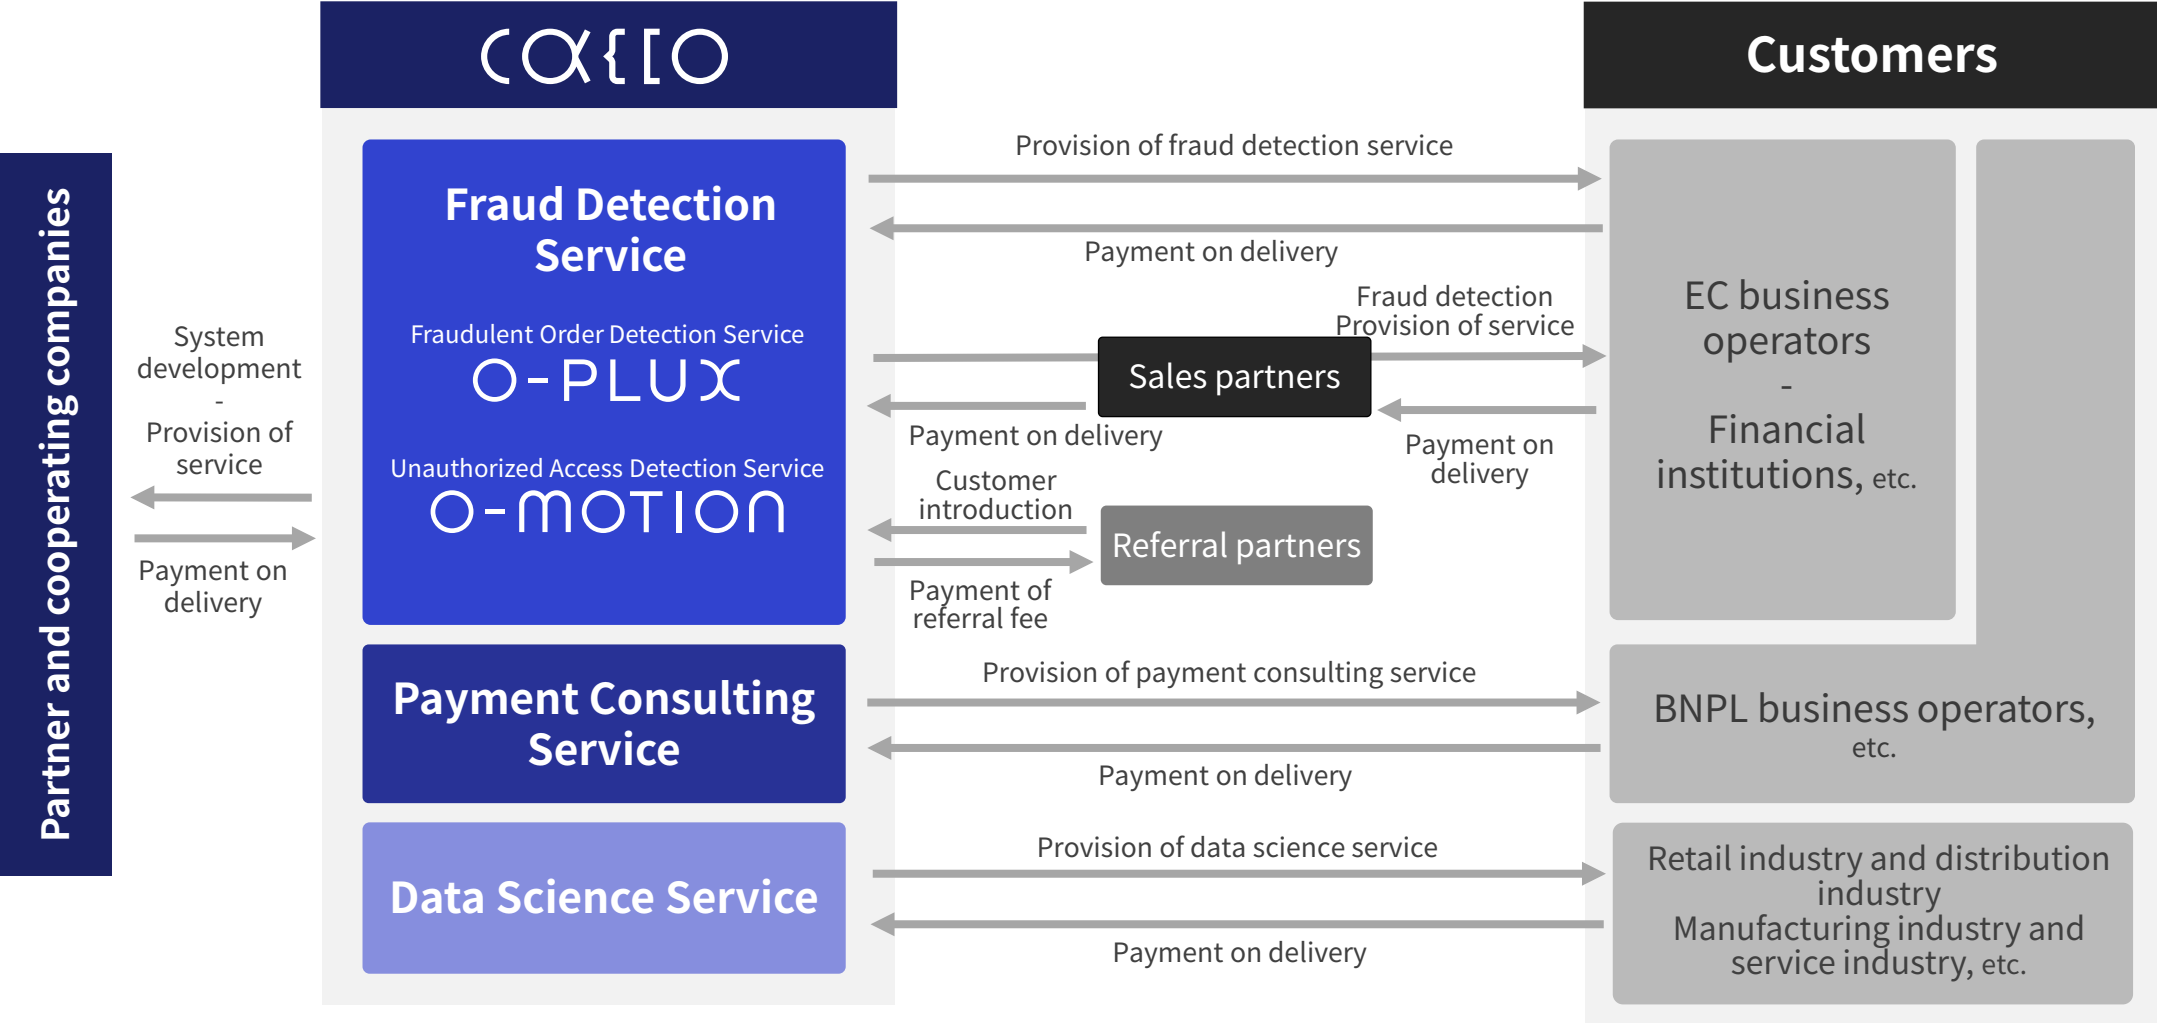 Partner and cooperating companies
System
development
-
Provision of
service
Payment on
delivery
cacco
Fraud Detection
Service
Fraudulent Order Detection Service
O-PLUX
Unauthorized Access Detection Service
O-MOTION
Payment Consulting
Service
Data Science Service
Provision of fraud detection service
Payment on delivery
Fraud detection
Provision of service
Sales partners
Payment on delivery
Payment on
delivery
Customer
introduction
Referral partners
Payment of
referral fee
Provision of payment consulting service
Payment on delivery
Provision of data science service
Payment on delivery
Customers
EC business
operators
-
Financial
institutions, etc.
BNPL business operators,
etc.
Retail industry and distribution
industry
Manufacturing industry and
service industry, etc.